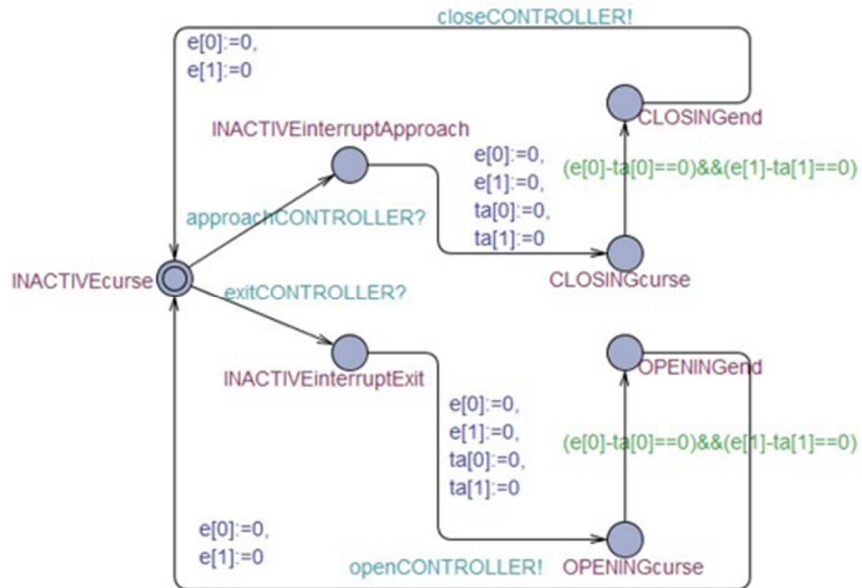 closeCONTROLLER!
e[0]:=0,
e[1]:=0
CLOSINGend
INACTIVEinterruptApproach
e[0]:=0,
e[1]:=0,
ta[0]:=0,
ta[1]:=0
(e[0]-ta[0]==0)&&(e[1]-ta[1]==0)
approachCONTROLLER?
INACTIVEcurse
CLOSINGcurse
exitCONTROLLER?
INACTIVEinterruptExit
OPENINGend
e[0]:=0,
e[1]:=0,
ta[0]:=0,
ta[1]:=0
(e[0]-ta[0]==0)&&(e[1]-ta[1]==0)
e[0]:=0,
e[1]:=0
openCONTROLLER!
OPENINGcurse